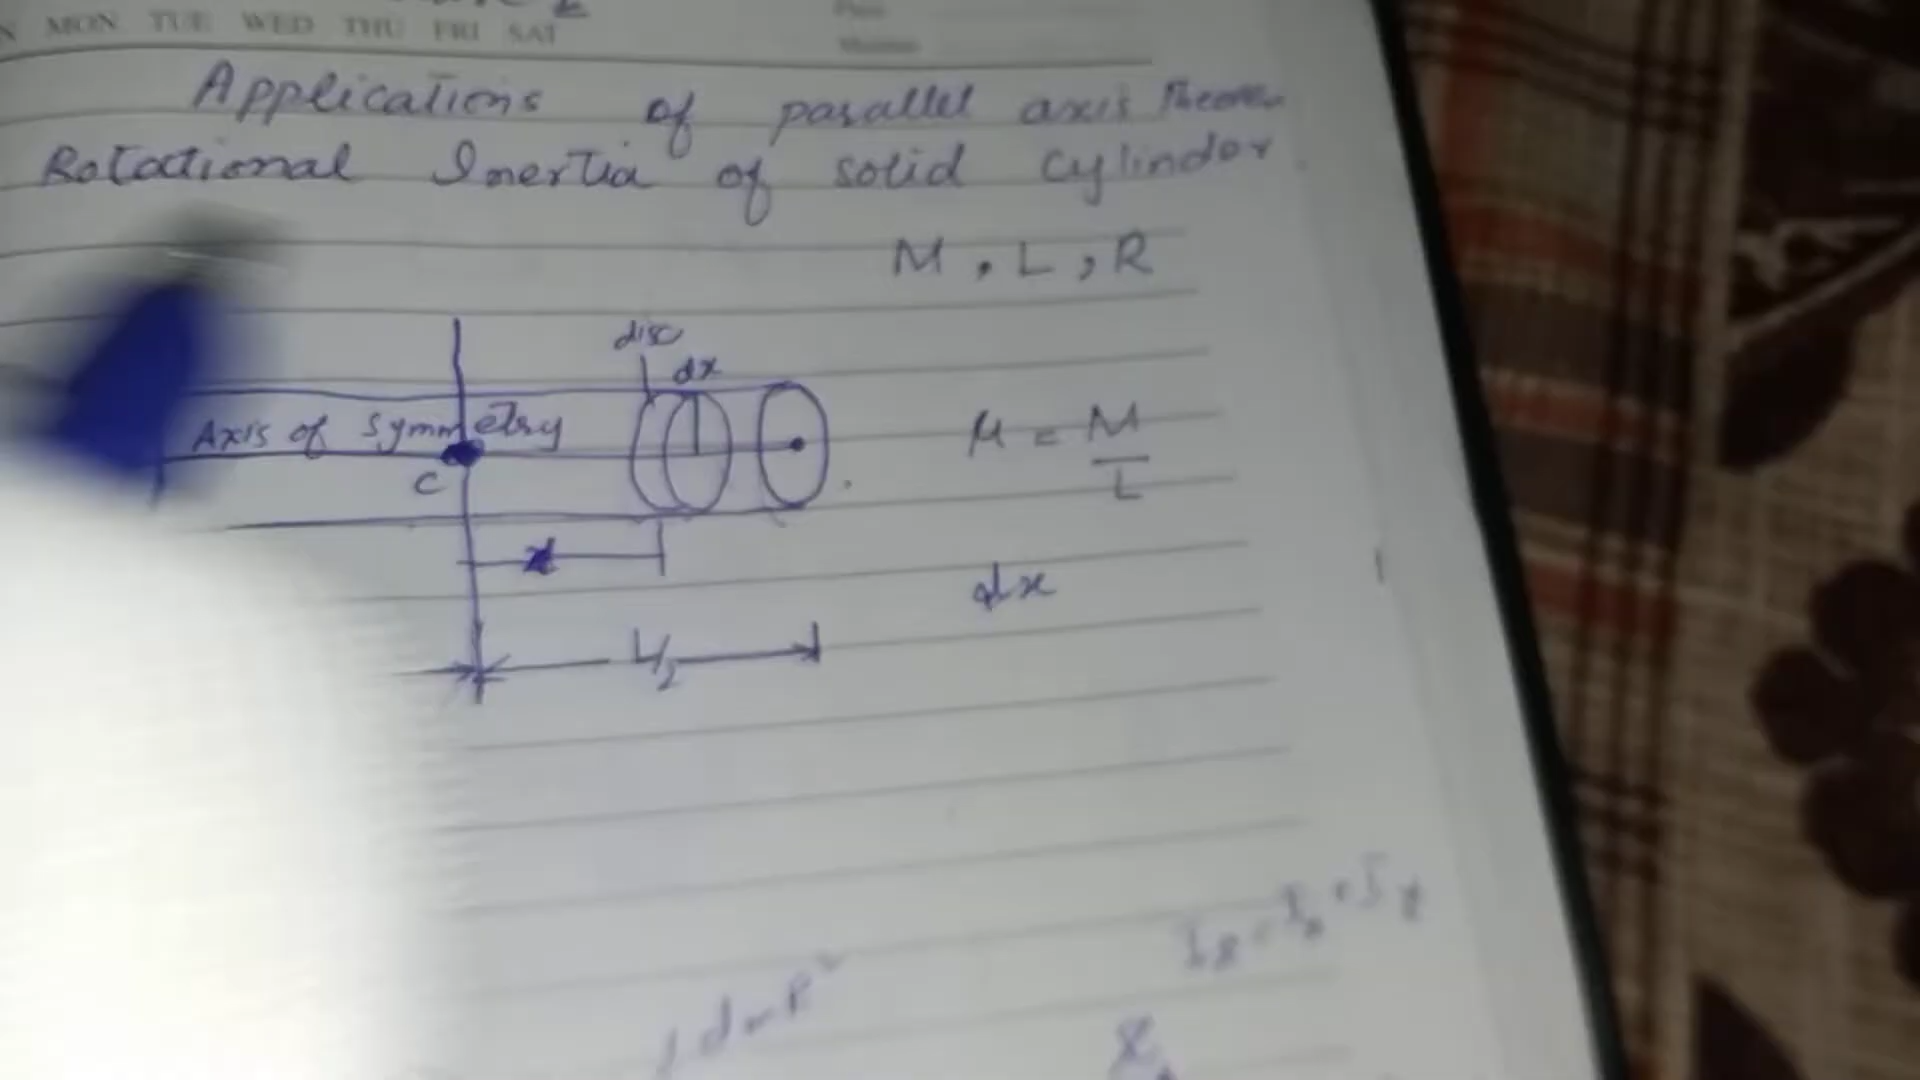 MON TUE WED THU FRI SAT
Applications of parallel axis Theorem
Rotational Inertia of solid cylinder
M, L, R
disc
dx
Axis of symmetry
C
μ = M/L
x
dx
L/2